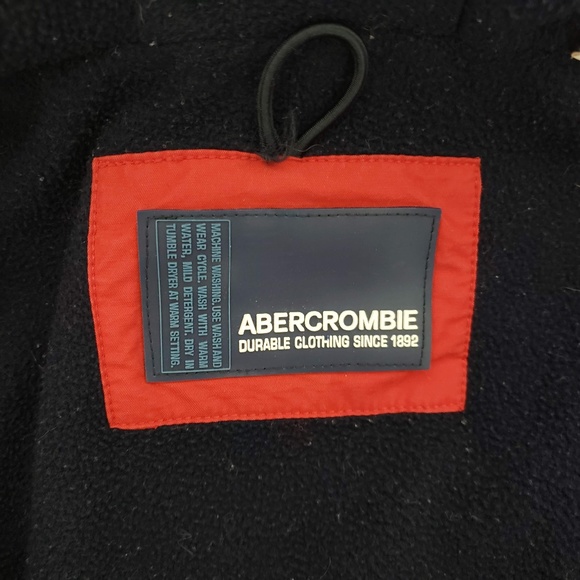 MACHINE WASHING.USE WASH AND
WEAR CYCLE, WASH WITH WARM
WATER, MILD DETERGENT. DRY IN
TUMBLE DRYER AT WARM SETTING.
ABERCROMBIE
DURABLE CLOTHING SINCE 1892